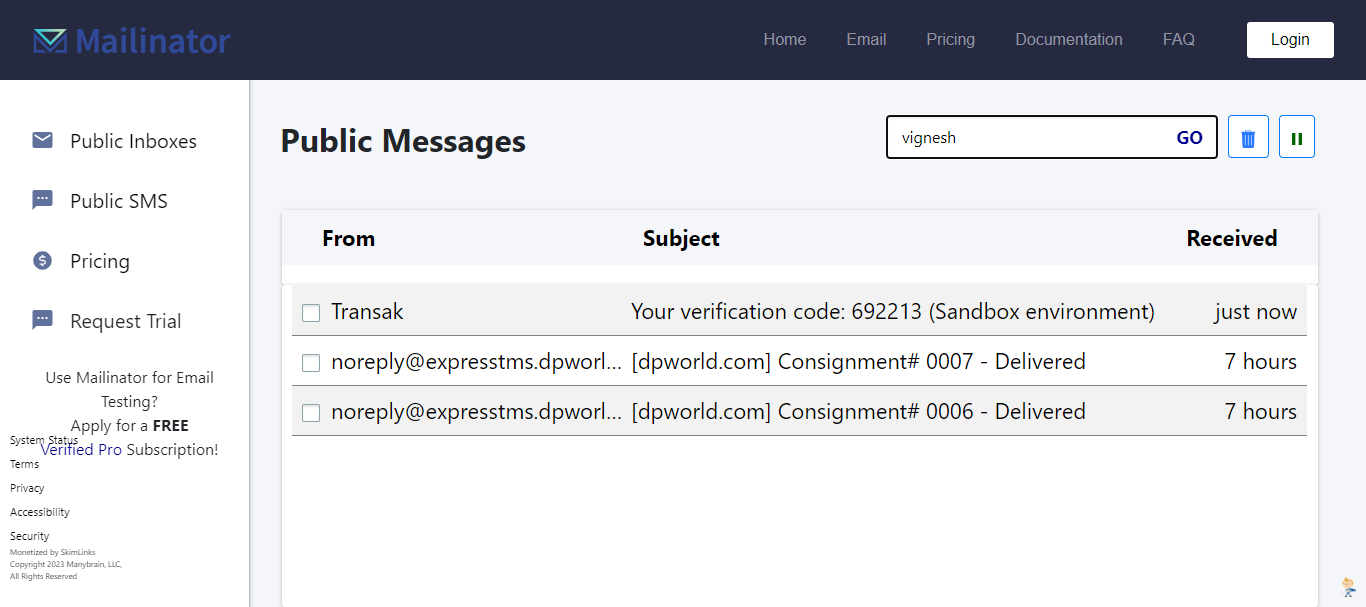 Mailinator
Home Email Pricing Documentation FAQ Login
Public Inboxes
Public SMS
Pricing
Request Trial
Use Mailinator for Email
Testing?
Apply for a FREE
Verified Pro Subscription!
System Status
Terms
Privacy
Accessibility
Security
Monetized by SkimLinks
Copyright 2023 Manybrain, LLC,
All Rights Reserved
Public Messages
vignesh GO
From Subject Received
Transak Your verification code: 692213 (Sandbox environment) just now
noreply@expresstms.dpworl... [dpworld.com] Consignment# 0007 - Delivered 7 hours
noreply@expresstms.dpworl... [dpworld.com] Consignment# 0006 - Delivered 7 hours